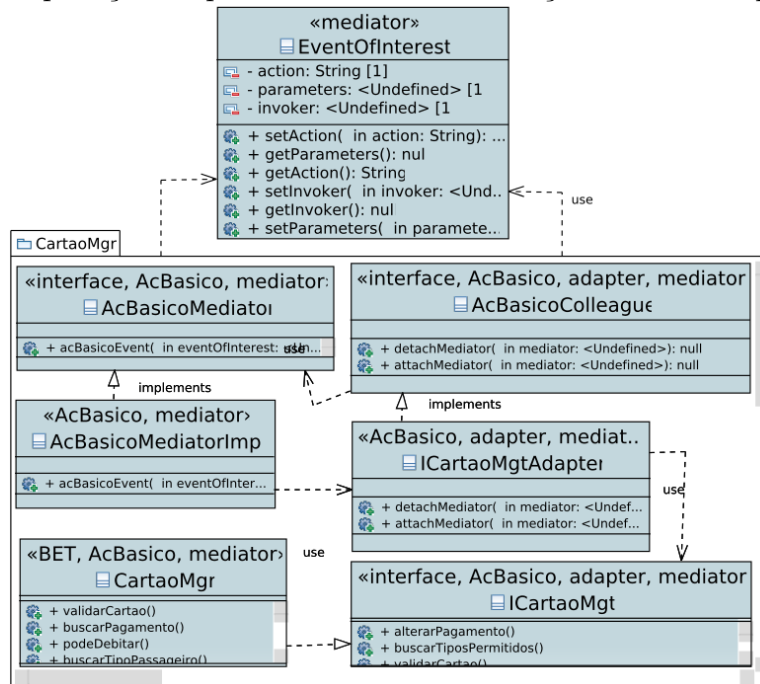 «mediator»
EventOfInterest
- action: String [1]
- parameters: <Undefined> [1
- invoker: <Undefined> [1
+ setAction( in action: String): ...
+ getParameters(): nul
+ getAction(): String
+ setInvoker( in invoker: <Und..
+ getInvoker(): null
+ setParameters( in paramete...
use
CartaoMgr
«interface, AcBasico, mediator»
AcBasicoMediator
+ acBasicoEvent( in eventOfInterest: <Un...
use
«interface, AcBasico, adapter, mediator
AcBasicoColleague
+ detachMediator( in mediator: <Undefined>): null
+ attachMediator( in mediator: <Undefined>): null
implements
implements
«AcBasico, mediator»
AcBasicoMediatorImp
+ acBasicoEvent( in eventOfInter...
«AcBasico, adapter, mediat..
ICartaoMgtAdapter
+ detachMediator( in mediator: <Undef...
+ attachMediator( in mediator: <Undef...
use
use
«BET, AcBasico, mediator»
CartaoMgr
+ validarCartao()
+ buscarPagamento()
+ podeDebitar()
+ buscarTipoPassageiro()
«interface, AcBasico, adapter, mediator
ICartaoMgt
+ alterarPagamento()
+ buscarTiposPermitidos()
+ validarCartao()